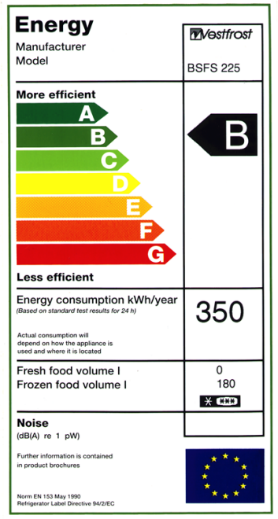 Energy
Manufacturer
Vestfrost
Model
BSFS 225
More efficient
A
B
B
C
D
E
F
G
Less efficient
Energy consumption kWh/year
350
(Based on standard test results for 24 h)
Actual consumption will
depend on how the appliance is
used and where it is located
Fresh food volume l
0
Frozen food volume l
180
Noise
(dB(A) re 1 pW)
Further information is contained
in product brochures
Norm EN 153 May 1990
Refrigerator Label Directive 94/2/EC